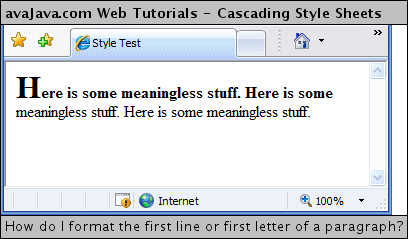 avaJava.com Web Tutorials - Cascading Style Sheets
Style Test
Here is some meaningless stuff. Here is some
meaningless stuff. Here is some meaningless stuff.
Internet
100%
How do I format the first line or first letter of a paragraph?